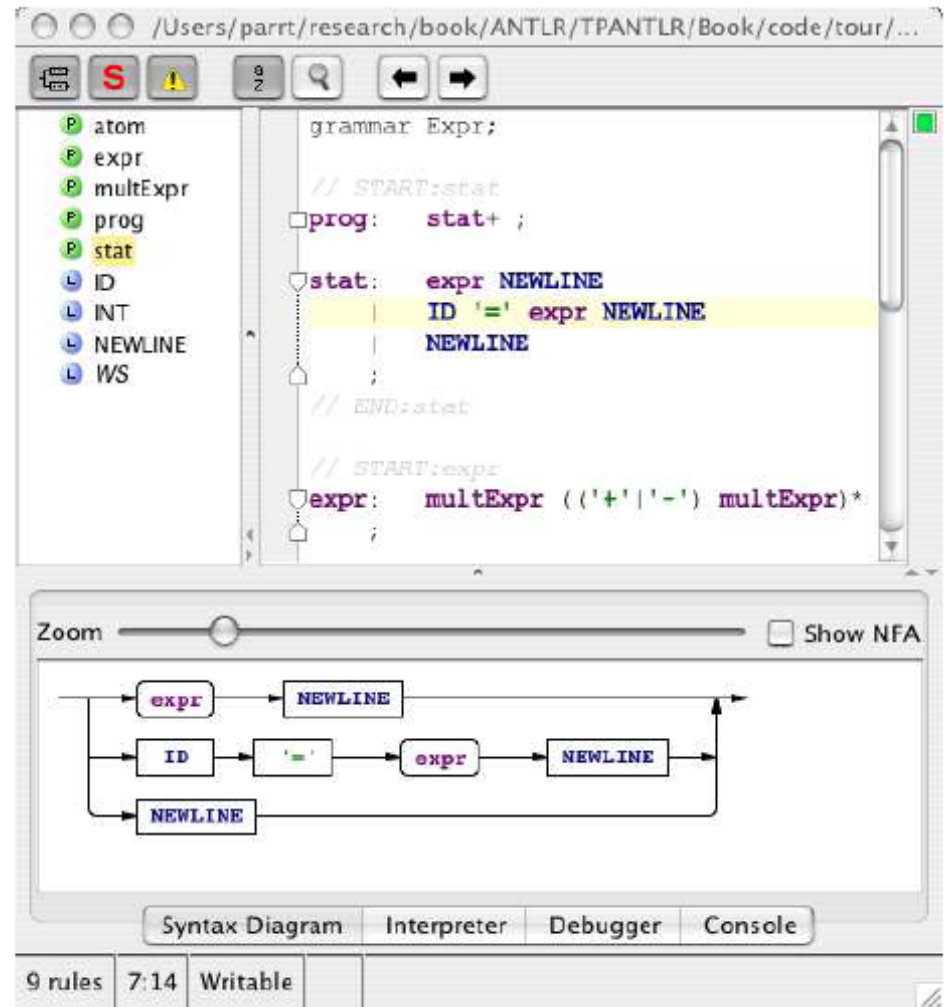 /Users/parrt/research/book/ANTLR/TPANTLR/Book/code/tour/...
S
a
z
P atom
P expr
P multExpr
P prog
P stat
L ID
L INT
L NEWLINE
L WS
grammar Expr;
// START:stat
prog: stat+ ;
stat: expr NEWLINE
| ID '=' expr NEWLINE
| NEWLINE
;
// END:stat
// START:expr
expr: multExpr (('+'|'-') multExpr)*
;
Zoom
Show NFA
expr NEWLINE
ID '=' expr NEWLINE
NEWLINE
Syntax Diagram Interpreter Debugger Console
9 rules 7:14 Writable